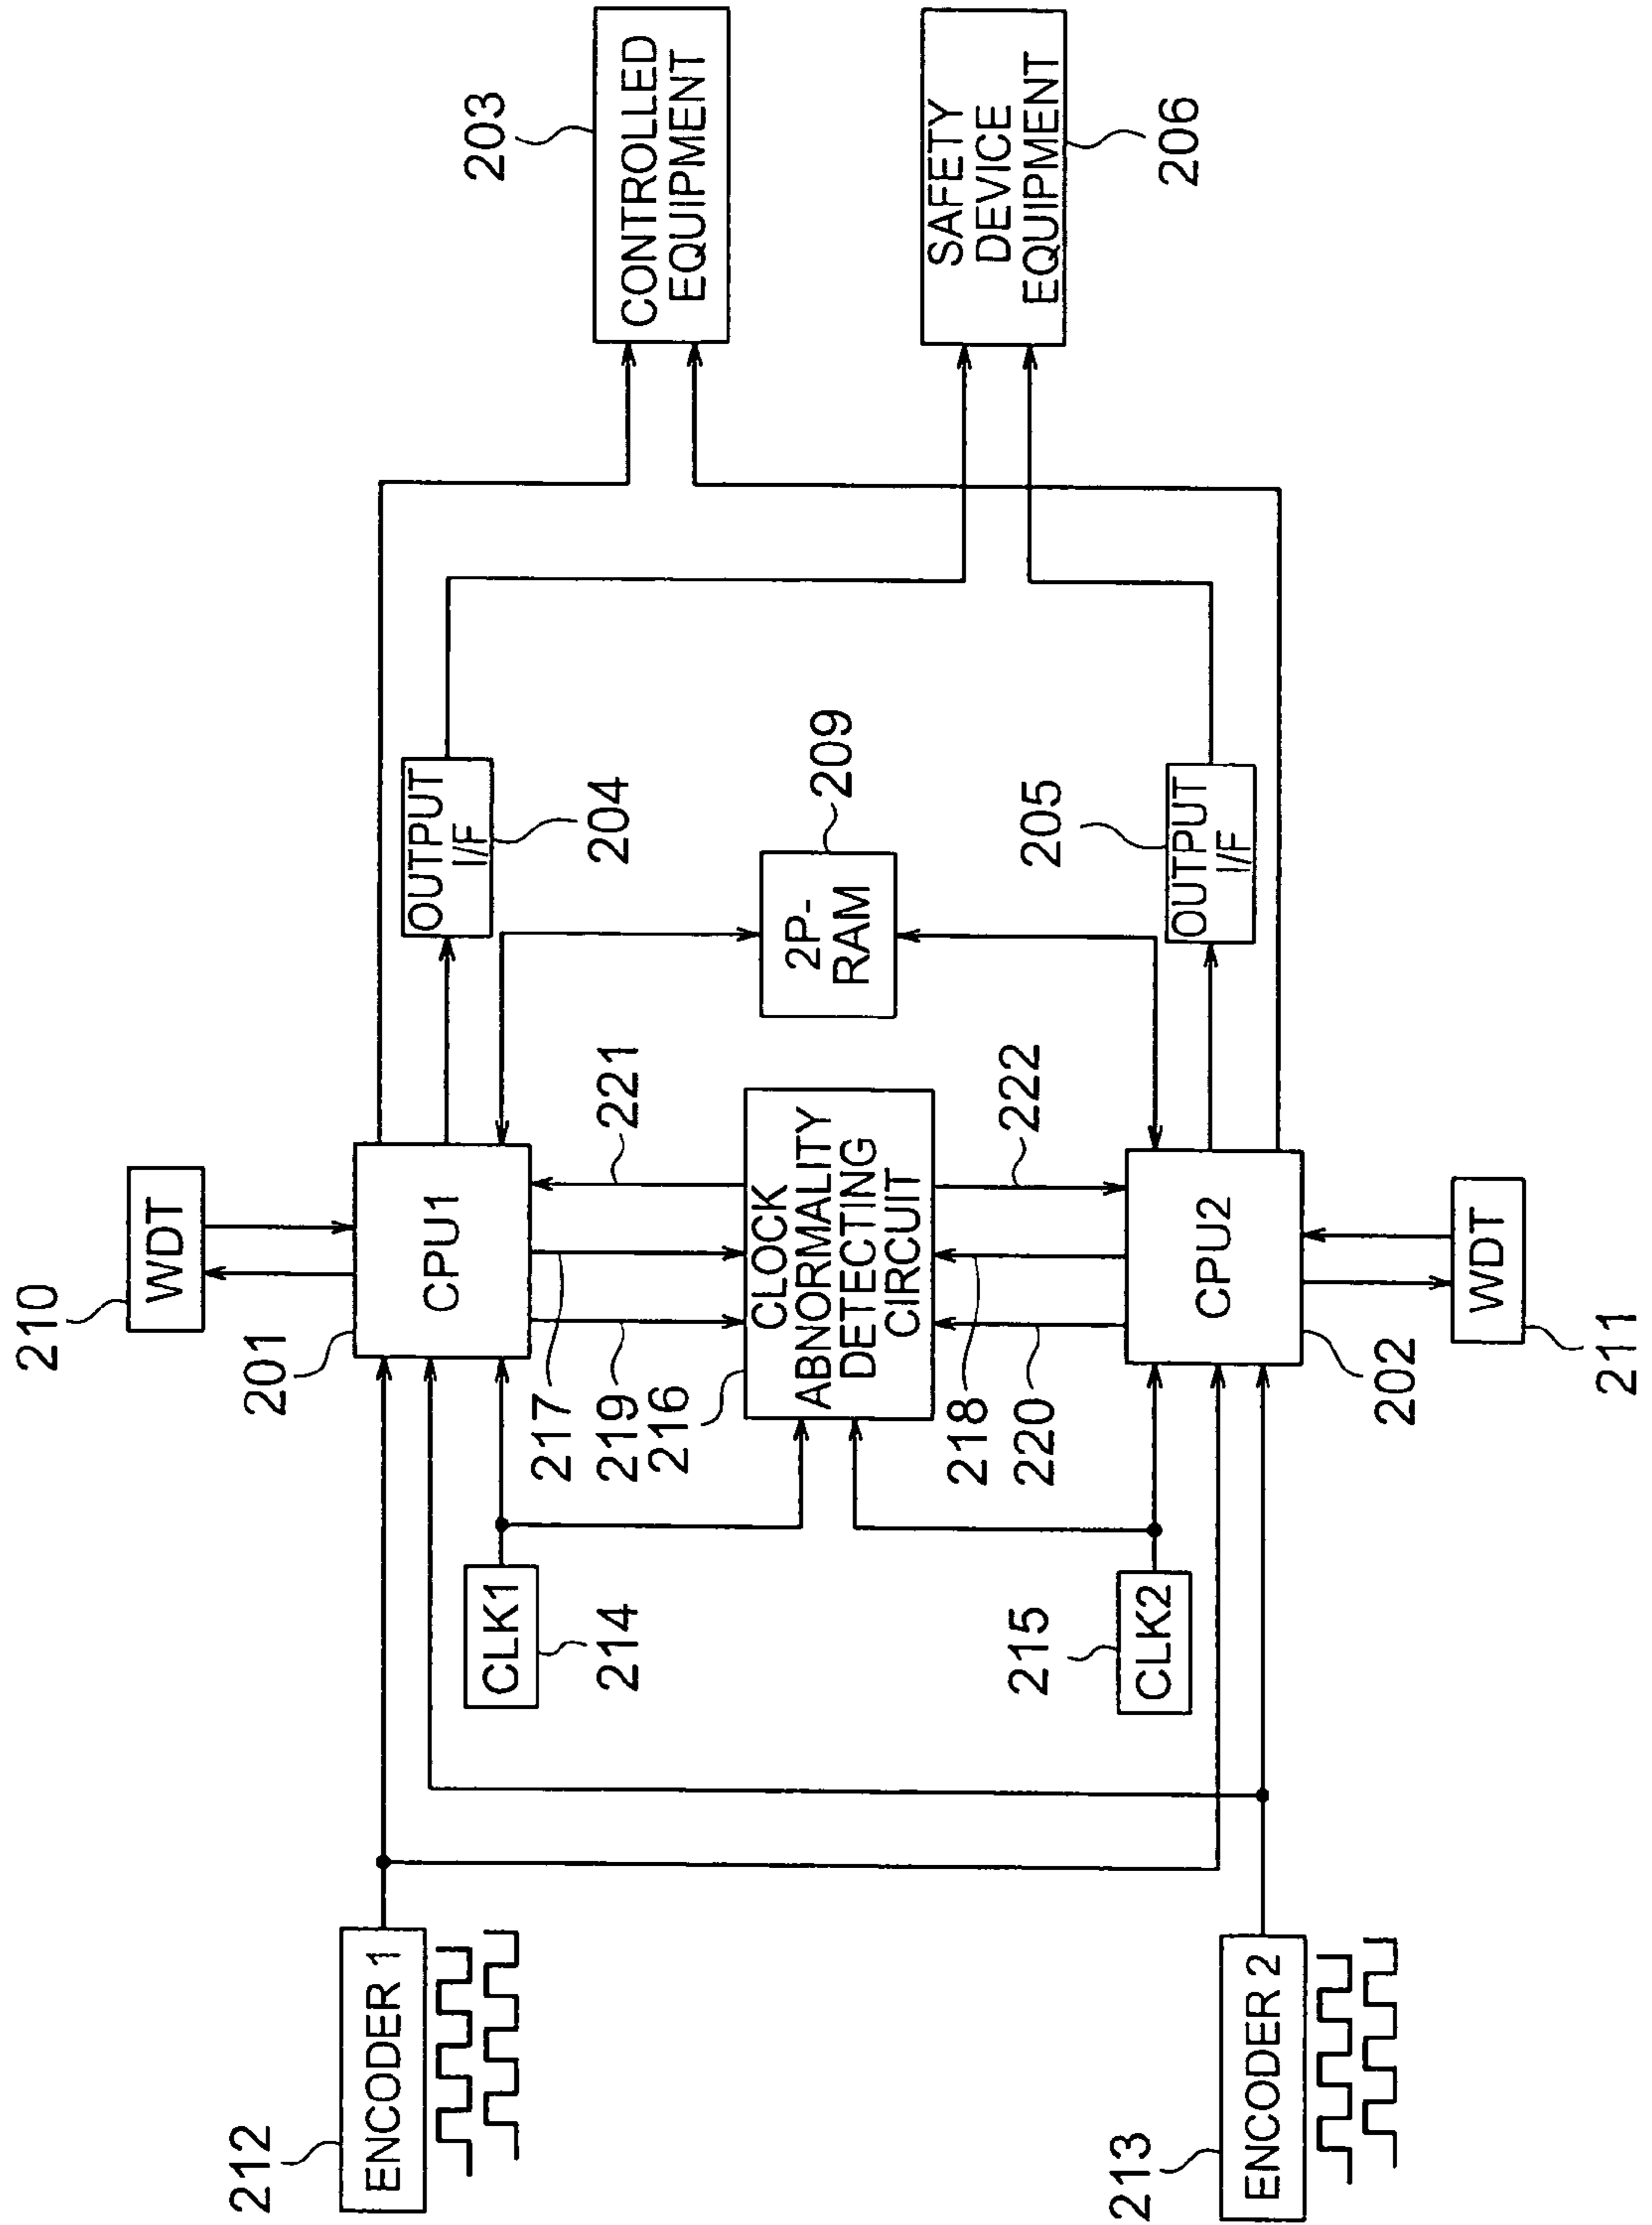 210
WDT
201
CPU1
OUTPUT
I/F
204
203
CONTROLLED
EQUIPMENT
212
ENCODER 1
CLK1
214
217
219
216
221
CLOCK
ABNORMALITY
DETECTING
CIRCUIT
2P-
RAM
209
SAFETY
DEVICE
EQUIPMENT
206
218
220
222
215
CLK2
CPU2
202
205
OUTPUT
I/F
213
ENCODER 2
WDT
211